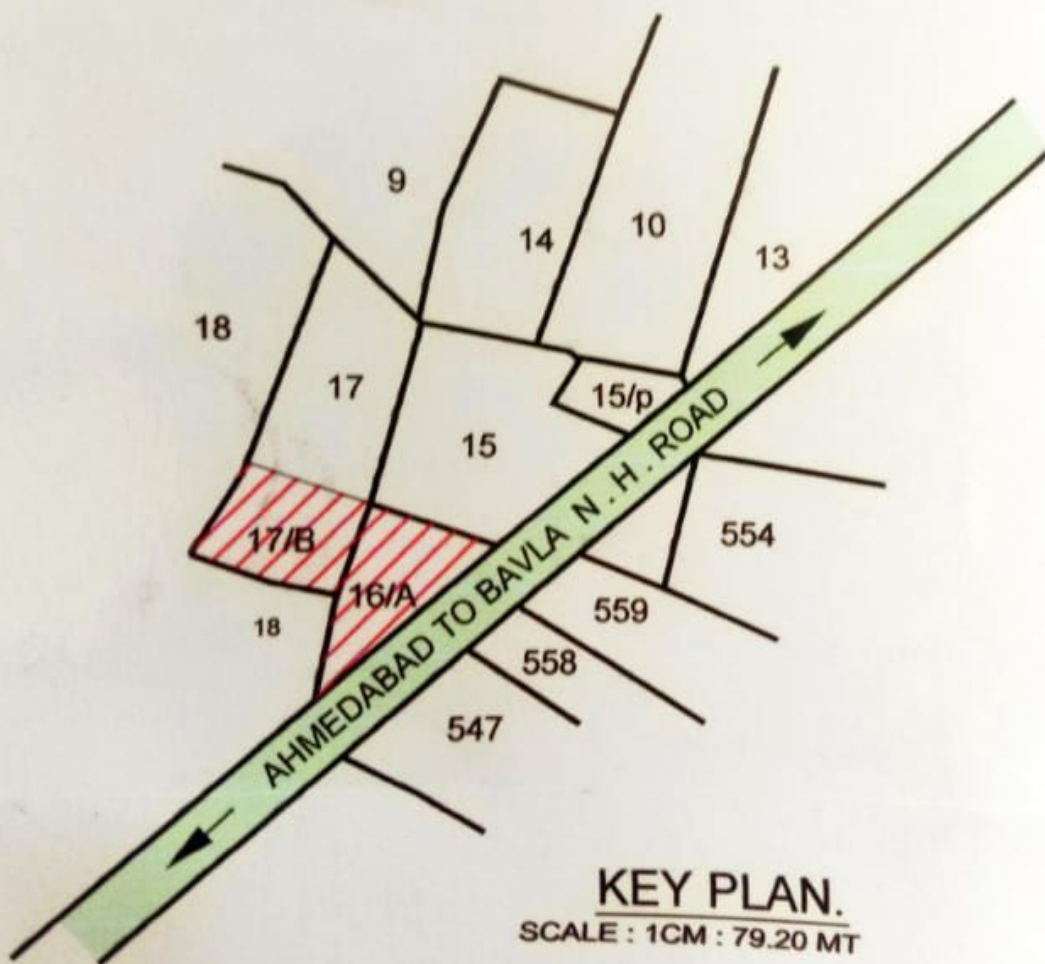 9
14
10
13
18
17
15/p
15
17/B
16/A
18
AHMEDABAD TO BAVLA N . H . ROAD
554
559
558
547
KEY PLAN.
SCALE : 1CM : 79.20 MT